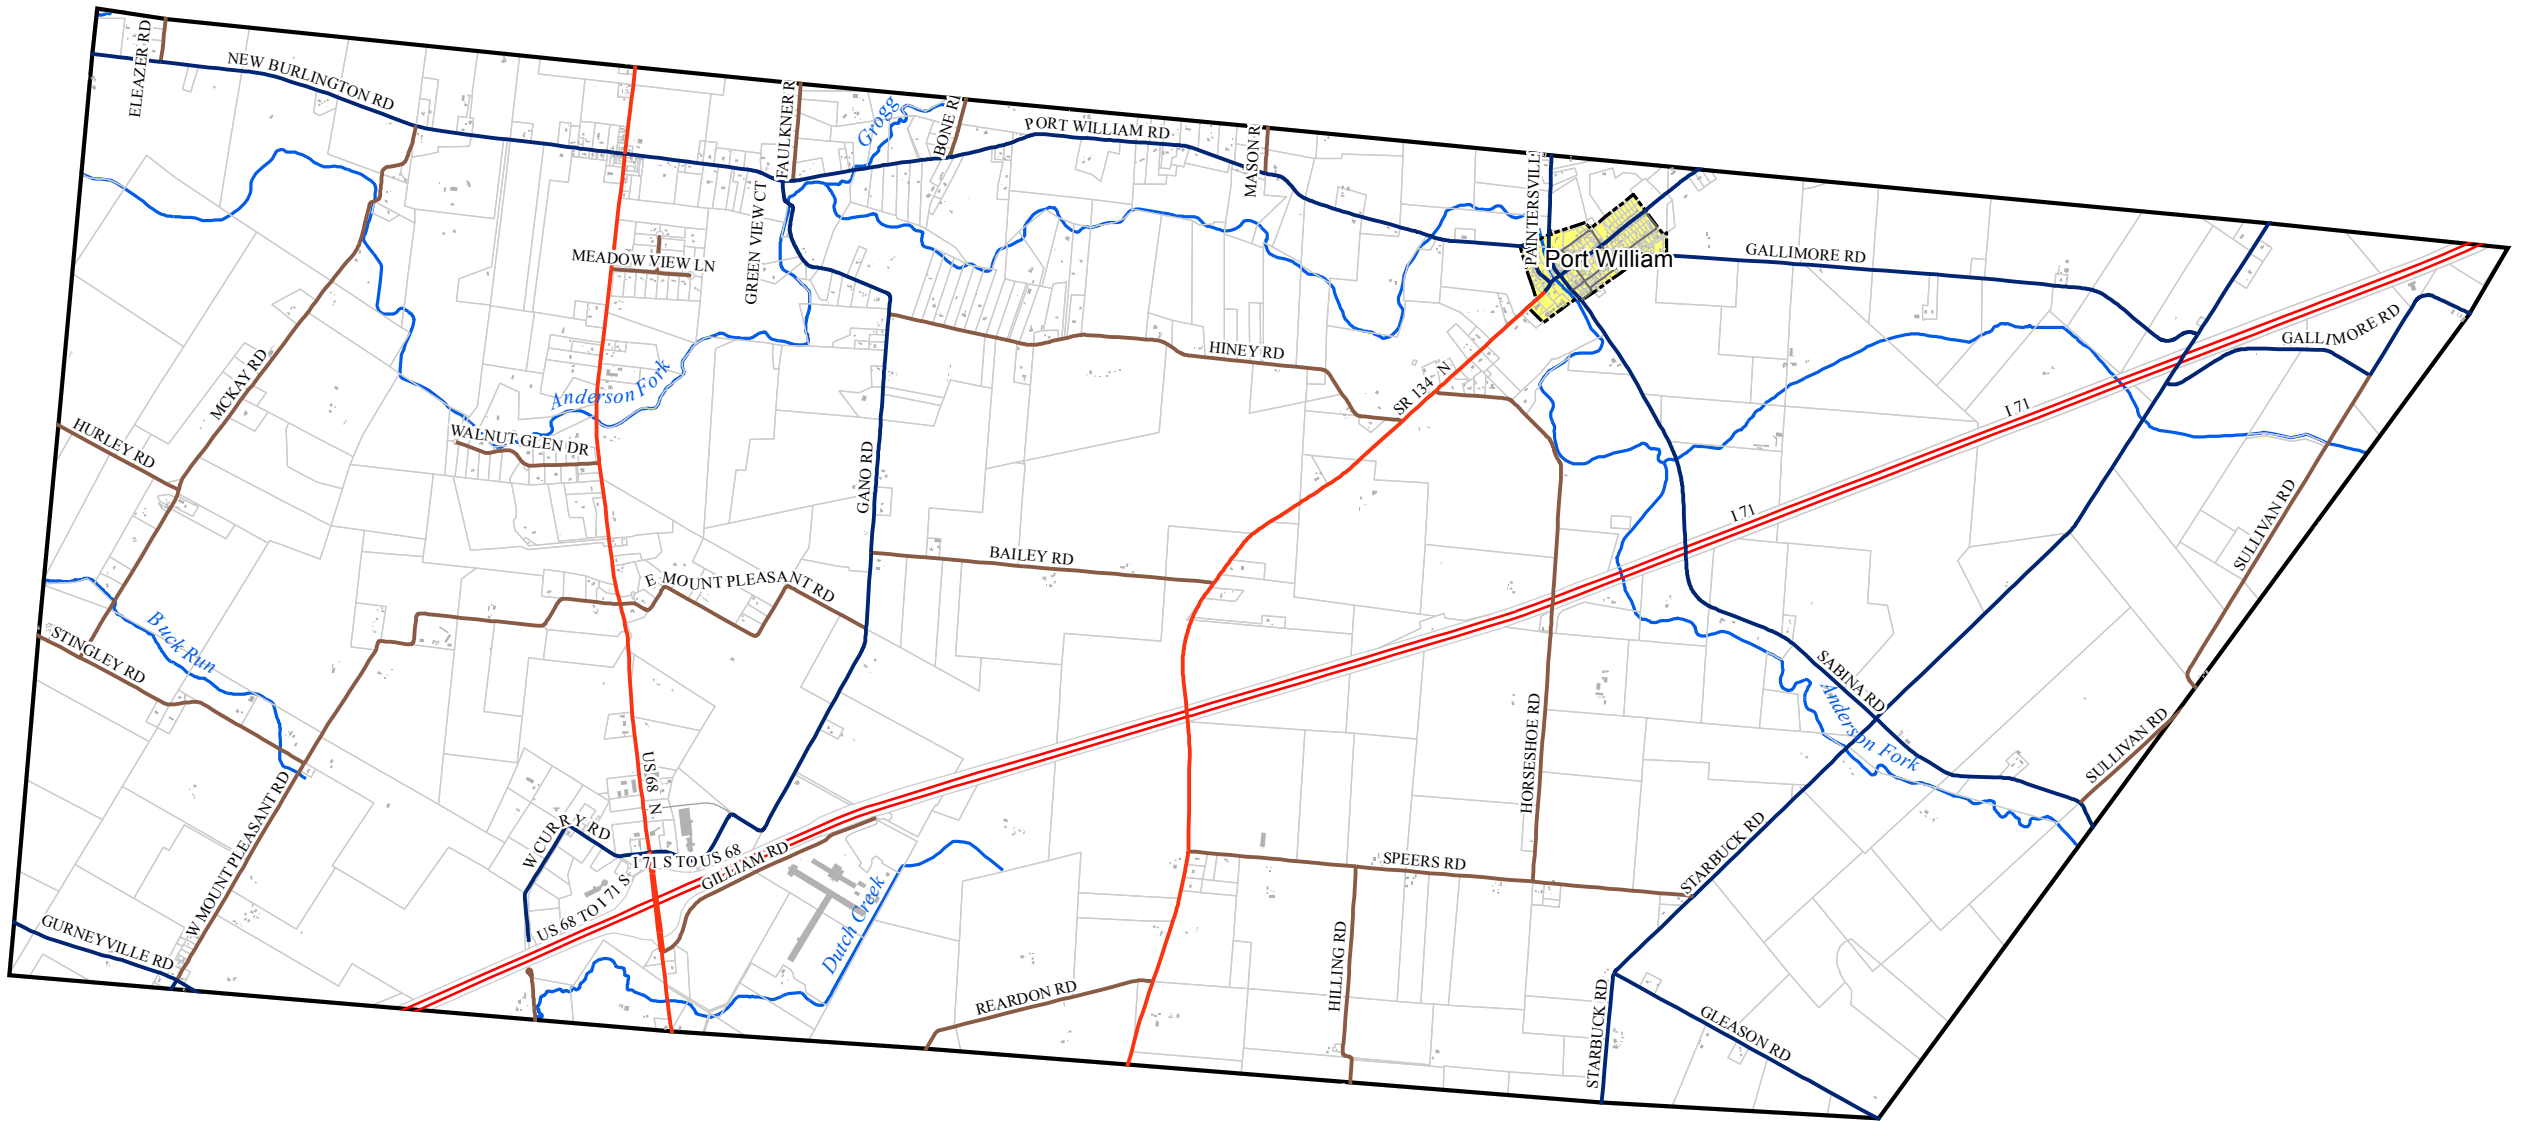 ELEAZER RD
NEW BURLINGTON RD
FAULKNER R
Grogg
BONE R
PORT WILLIAM RD
MASON R
PAINTERSVILL
GREEN VIEW CT
MEADOW VIEW LN
Port William
GALLIMORE RD
GALLIMORE RD
HINEY RD
MCKAY RD
Anderson Fork
SR 134 N
I 71
HURLEY RD
WALNUT GLEN DR
GANO RD
I 71
SULLIVAN RD
BAILEY RD
E MOUNT PLEASANT RD
Buck Run
STINGLEY RD
SABINA RD
Anderson Fork
HORSESHOE RD
SULLIVAN RD
US 68 N
W MOUNT PLEASANT RD
W CURRY RD
I 71 S TO US 68
GILLIAM RD
US 68 TO I 71 S
Dutch Creek
SPEERS RD
STARBUCK RD
GURNEYVILLE RD
HILLING RD
REARDON RD
STARBUCK RD
GLEASON RD